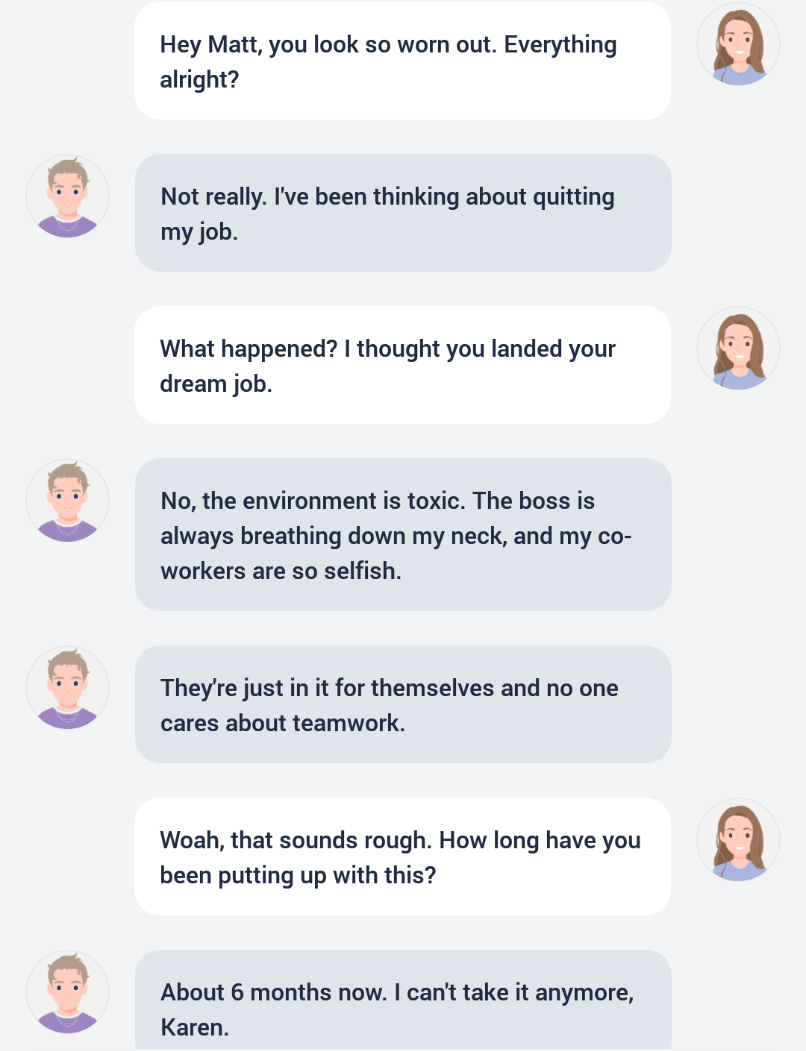 Hey Matt, you look so worn out. Everything
alright?
Not really. I've been thinking about quitting
my job.
What happened? I thought you landed your
dream job.
No, the environment is toxic. The boss is
always breathing down my neck, and my co-
workers are so selfish.
They're just in it for themselves and no one
cares about teamwork.
Woah, that sounds rough. How long have you
been putting up with this?
About 6 months now. I can't take it anymore,
Karen.